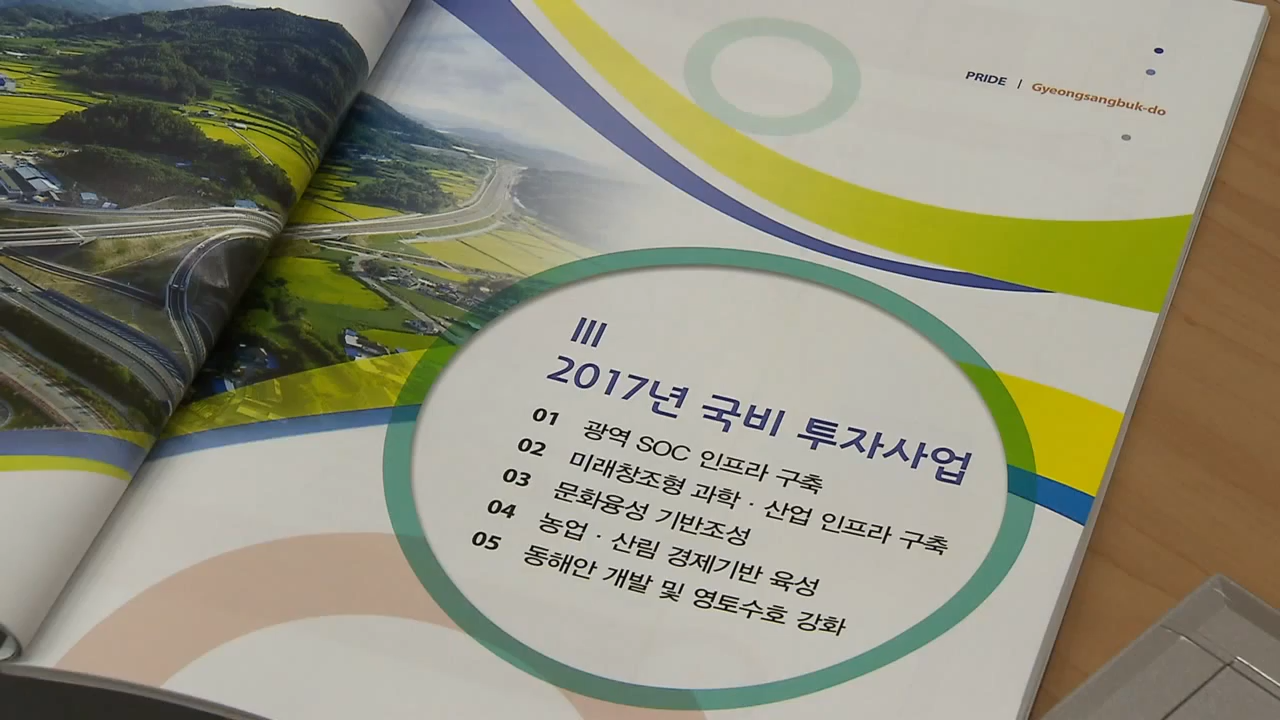 PRIDE | Gyeongsangbuk-do
III
2017년 국비 투자사업
01 광역 SOC 인프라 구축
02 미래창조형 과학 · 산업 인프라 구축
03 문화융성 기반조성
04 농업 · 산림 경제기반 육성
05 동해안 개발 및 영토수호 강화